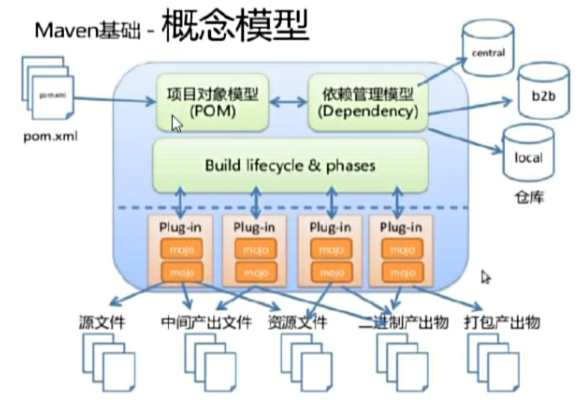 Maven基础 - 概念模型
central
pom.xml
项目对象模型
(POM)
依赖管理模型
(Dependency)
b2b
pom.xml
local
Build lifecycle & phases
仓库
Plug-in
Plug-in
Plug-in
Plug-in
mojo
mojo
mojo
mojo
mojo
mojo
mojo
mojo
源文件
中间产出文件
资源文件
二进制产出物
打包产出物